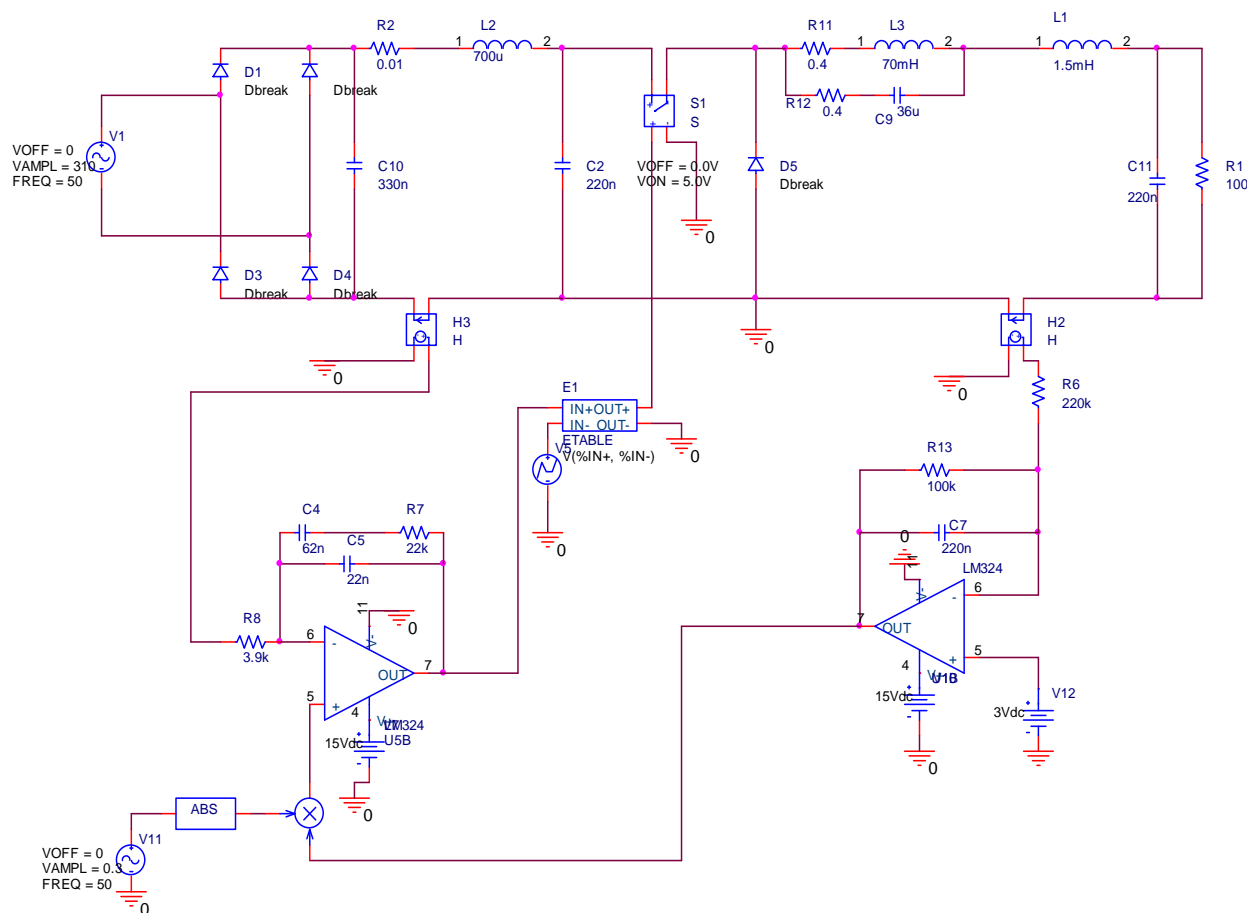 R2
0.01
1 L2 2
700u
R11
0.4
1 L3 2
70mH
1 L1 2
1.5mH
D1
Dbreak
D2
Dbreak
R12
0.4
C9
36u
S1
S
V1
VOFF = 0
VAMPL = 310
FREQ = 50
C10
330n
C2
220n
VOFF = 0.0V
VON = 5.0V
D5
Dbreak
C11
220n
R1
100
0
D3
Dbreak
D4
Dbreak
H3
H
0
0
H2
H
0
R6
220k
E1
IN+ OUT+
IN- OUT-
ETABLE
V(%IN+, %IN-)
V5
0
0
R13
100k
C4
62n
R7
22k
C5
22n
C7
220n
0
11
LM324
V-
6
-
7
OUT
5
+
4
V+
U1B
15Vdc
0
V12
3Vdc
R8
3.9k
11
0
V-
6
-
OUT
7
5
+
4
V+
LM324
U5B
15Vdc
0
ABS
V11
VOFF = 0
VAMPL = 0.3
FREQ = 50
0